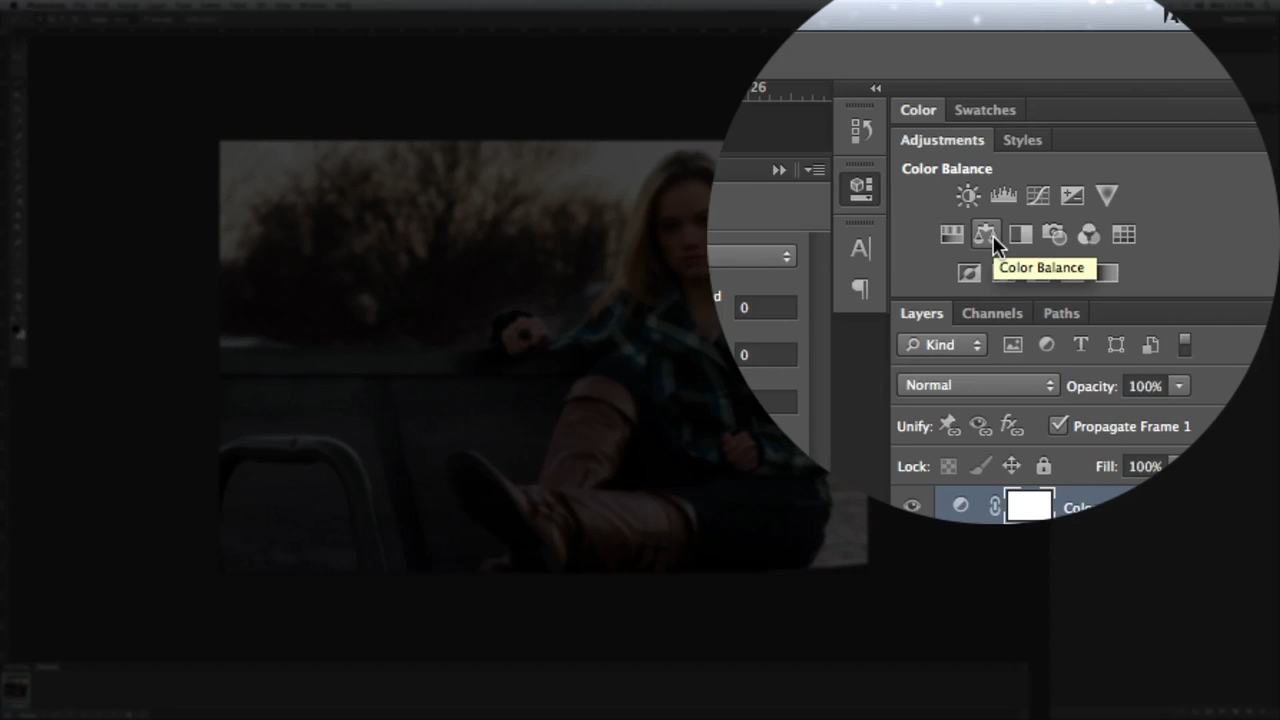 26
Color Swatches
Adjustments Styles
Color Balance
Color Balance
d 0
0
A
Layers Channels Paths
Kind T
Normal Opacity: 100%
Unify: fx Propagate Frame 1
Lock: Fill: 100%